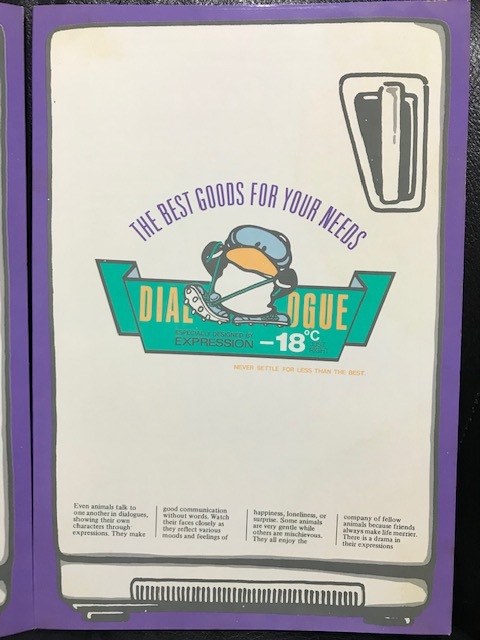 THE BEST GOODS FOR YOUR NEEDS
DIALOGUE
ESPECIALLY DESIGNED BY
EXPRESSION
-18°C
NEVER SETTLE FOR LESS THAN THE BEST.
Even animals talk to
one another in dialogues,
showing their own
characters through
expressions. They make
good communication
without words. Watch
their faces closely as
they reflect various
moods and feelings of
happiness, loneliness, or
surprise. Some animals
are very gentle while
others are mischievous.
They all enjoy the
company of fellow
animals because friends
always make life merrier.
There is a drama in
their expressions